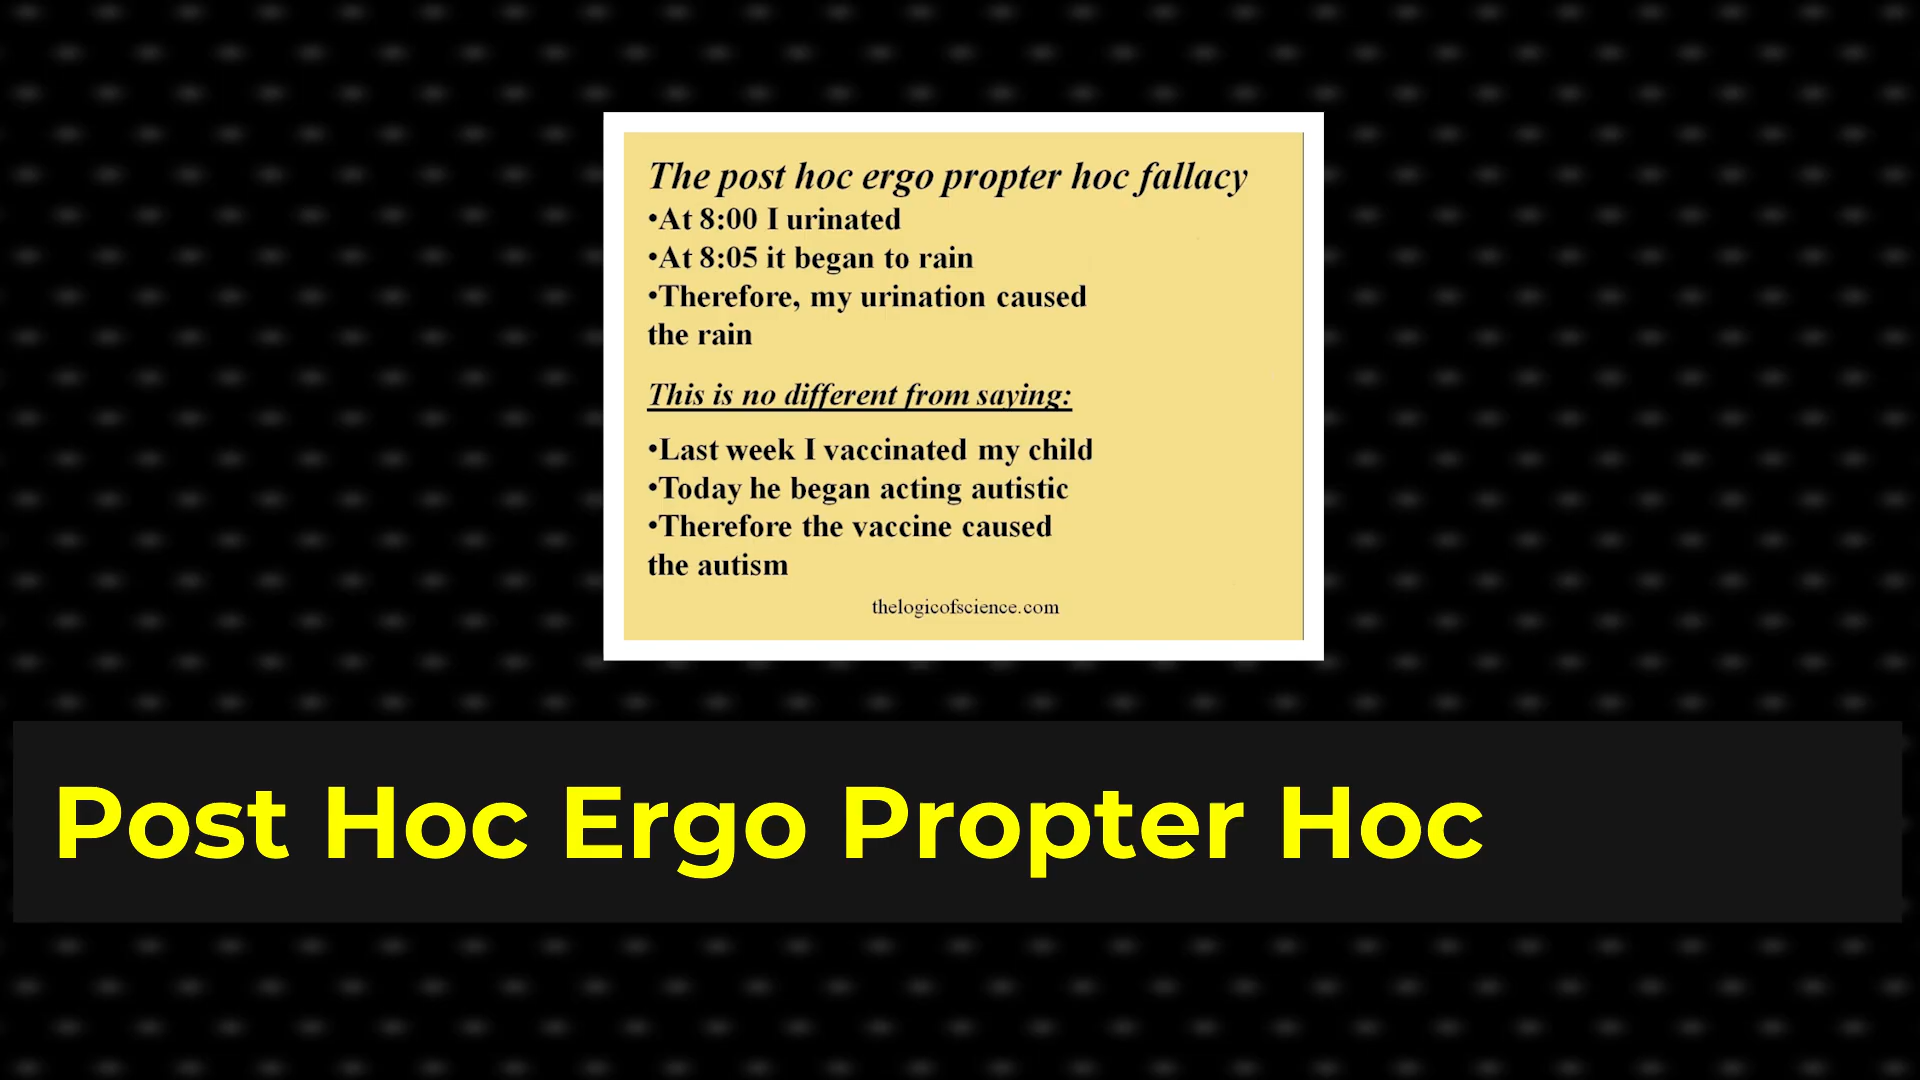 The post hoc ergo propter hoc fallacy
•At 8:00 I urinated
•At 8:05 it began to rain
•Therefore, my urination caused
the rain
This is no different from saying:
•Last week I vaccinated my child
•Today he began acting autistic
•Therefore the vaccine caused
the autism
thelogicofscience.com
Post Hoc Ergo Propter Hoc